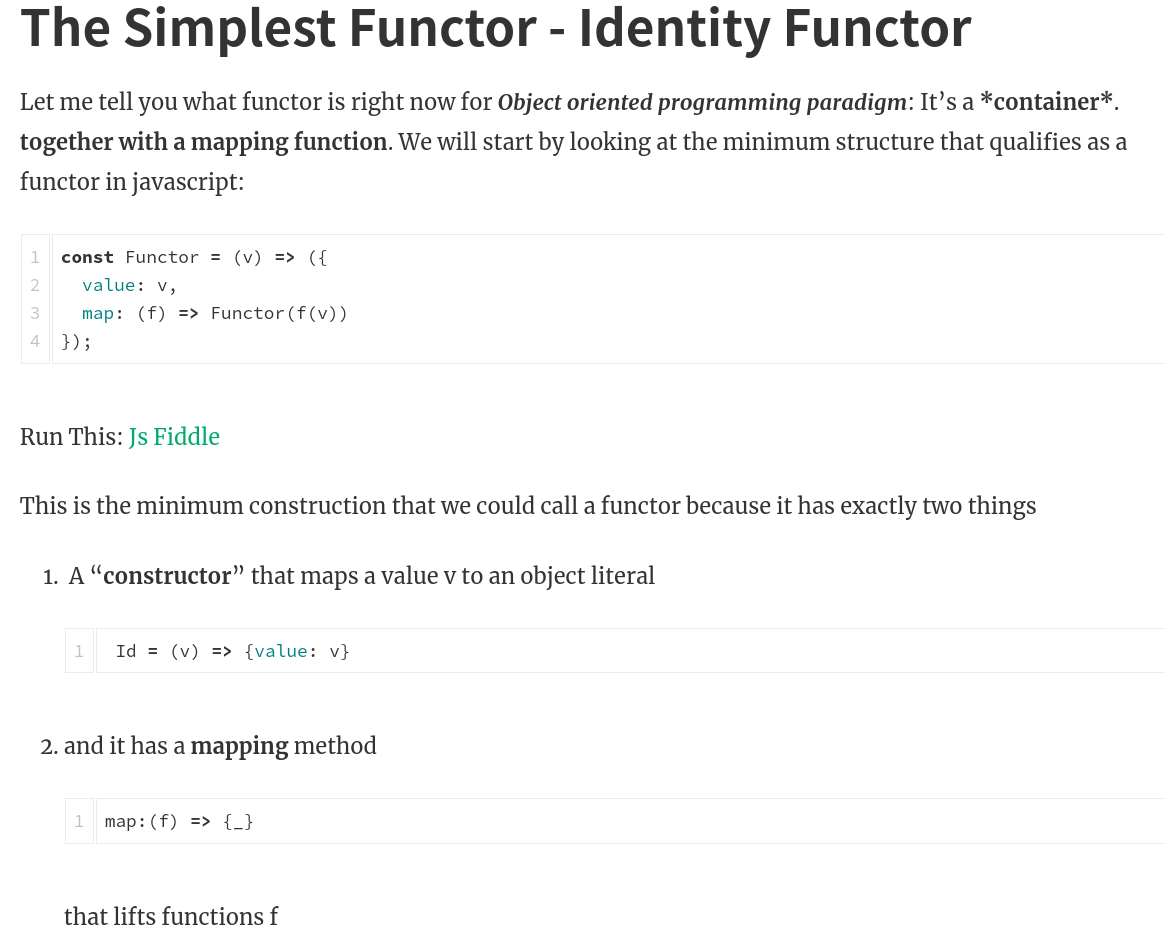 The Simplest Functor - Identity Functor
Let me tell you what functor is right now for Object oriented programming paradigm: It’s a *container*.
together with a mapping function. We will start by looking at the minimum structure that qualifies as a
functor in javascript:
1 const Functor = (v) => ({
2   value: v,
3   map: (f) => Functor(f(v))
4 });
Run This: Js Fiddle
This is the minimum construction that we could call a functor because it has exactly two things
1. A “constructor” that maps a value v to an object literal
1 Id = (v) => {value: v}
2. and it has a mapping method
1 map:(f) => {_}
that lifts functions f